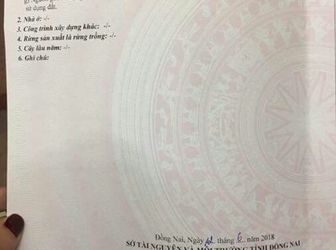 sử dụng đất.
2. Nhà ở: -/-
3. Công trình xây dựng khác: -/-
4. Rừng sản xuất là rừng trồng: -/-
5. Cây lâu năm: -/-
6. Ghi chú:
Đồng Nai, Ngày tháng năm 2018
SỞ TÀI NGUYÊN VÀ MÔI TRƯỜNG TỈNH ĐỒNG NAI